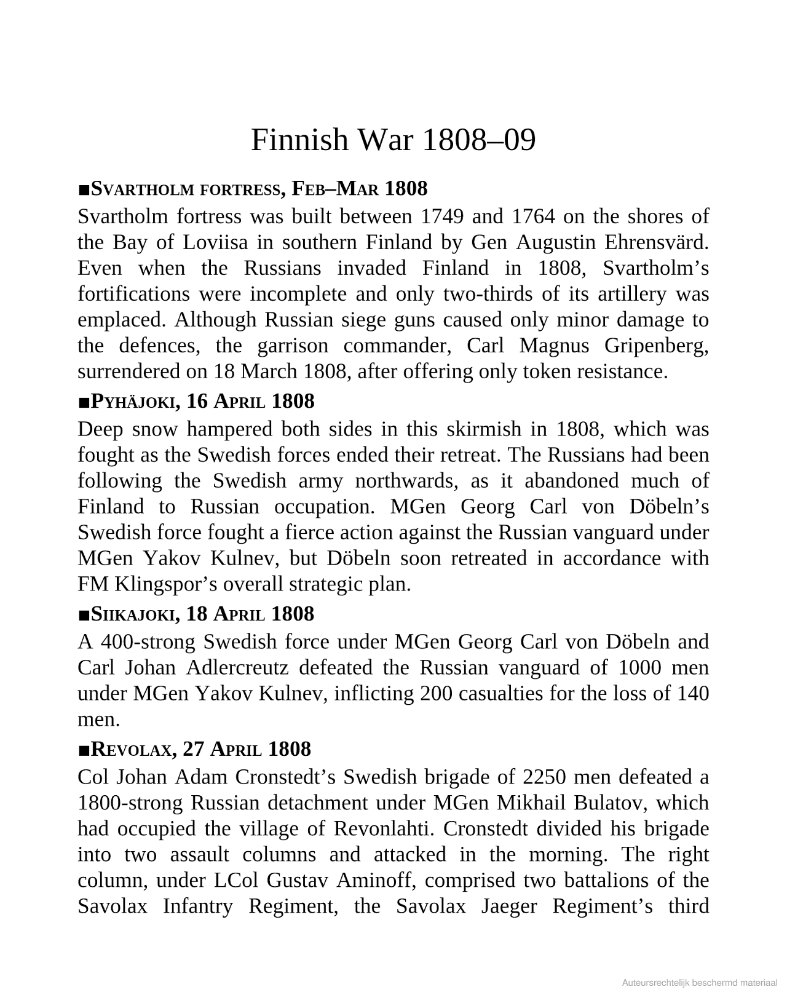 Finnish War 1808–09
■Svartholm fortress, Feb–Mar 1808
Svartholm fortress was built between 1749 and 1764 on the shores of
the Bay of Loviisa in southern Finland by Gen Augustin Ehrensvärd.
Even when the Russians invaded Finland in 1808, Svartholm’s
fortifications were incomplete and only two-thirds of its artillery was
emplaced. Although Russian siege guns caused only minor damage to
the defences, the garrison commander, Carl Magnus Gripenberg,
surrendered on 18 March 1808, after offering only token resistance.
■Pyhäjoki, 16 April 1808
Deep snow hampered both sides in this skirmish in 1808, which was
fought as the Swedish forces ended their retreat. The Russians had been
following the Swedish army northwards, as it abandoned much of
Finland to Russian occupation. MGen Georg Carl von Döbeln’s
Swedish force fought a fierce action against the Russian vanguard under
MGen Yakov Kulnev, but Döbeln soon retreated in accordance with
FM Klingspor’s overall strategic plan.
■Siikajoki, 18 April 1808
A 400-strong Swedish force under MGen Georg Carl von Döbeln and
Carl Johan Adlercreutz defeated the Russian vanguard of 1000 men
under MGen Yakov Kulnev, inflicting 200 casualties for the loss of 140
men.
■Revolax, 27 April 1808
Col Johan Adam Cronstedt’s Swedish brigade of 2250 men defeated a
1800-strong Russian detachment under MGen Mikhail Bulatov, which
had occupied the village of Revonlahti. Cronstedt divided his brigade
into two assault columns and attacked in the morning. The right
column, under LCol Gustav Aminoff, comprised two battalions of the
Savolax Infantry Regiment, the Savolax Jaeger Regiment’s third
Auteursrechtelijk beschermd materiaal